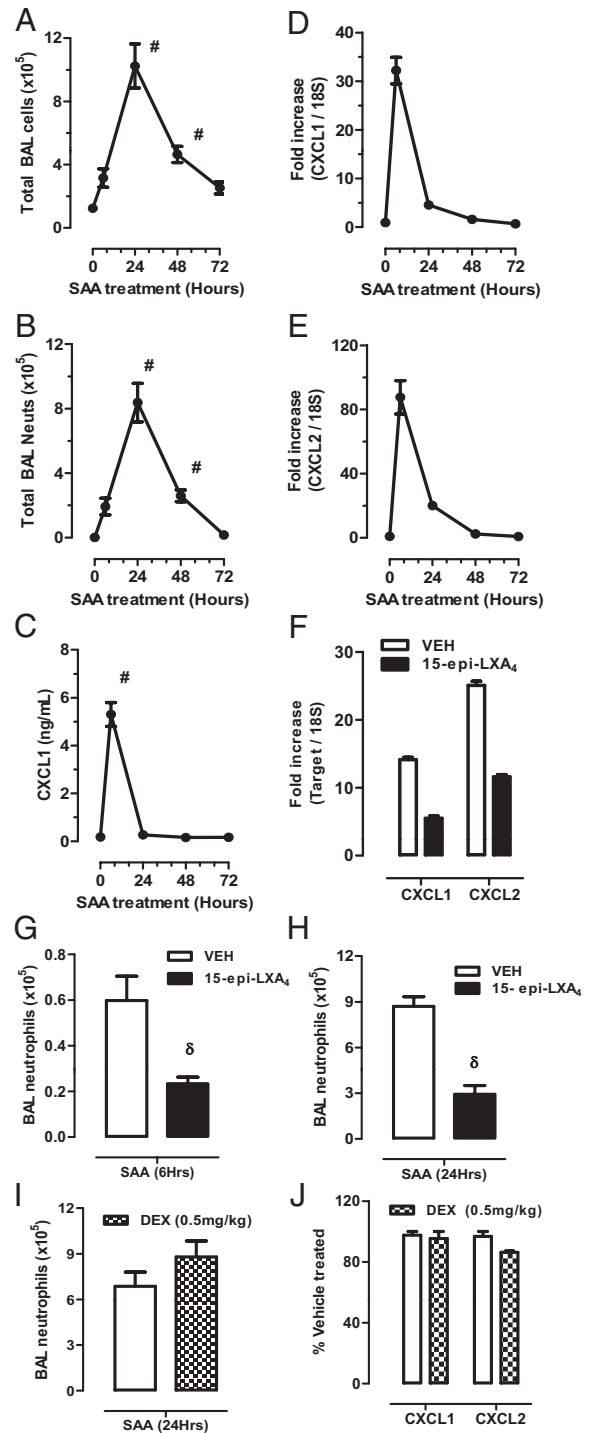 A
Total BAL cells (x10⁵)
12
8
4
0
#
#
0 24 48 72
SAA treatment (Hours)
D
Fold increase
(CXCL1 / 18S)
40
30
20
10
0
0 24 48 72
SAA treatment (Hours)
B
Total BAL Neuts (x10⁵)
12
8
4
0
#
#
0 24 48 72
SAA treatment (Hours)
E
Fold increase
(CXCL2 / 18S)
120
80
40
0
0 24 48 72
SAA treatment (Hours)
C
CXCL1 (ng/mL)
8
6
4
2
0
#
0 24 48 72
SAA treatment (Hours)
F
VEH
15-epi-LXA₄
Fold increase
(Target / 18S)
30
20
10
0
CXCL1 CXCL2
G
BAL neutrophils (x10⁵)
0.8
0.6
0.4
0.2
0.0
VEH
15-epi-LXA₄
δ
SAA (6Hrs)
H
BAL neutrophils (x10⁵)
12
9
6
3
0
VEH
15- epi-LXA₄
δ
SAA (24Hrs)
I
BAL neutrophils (x10⁵)
12
9
6
3
0
DEX (0.5mg/kg)
SAA (24Hrs)
J
% Vehicle treated
120
80
40
0
DEX (0.5mg/kg)
CXCL1 CXCL2